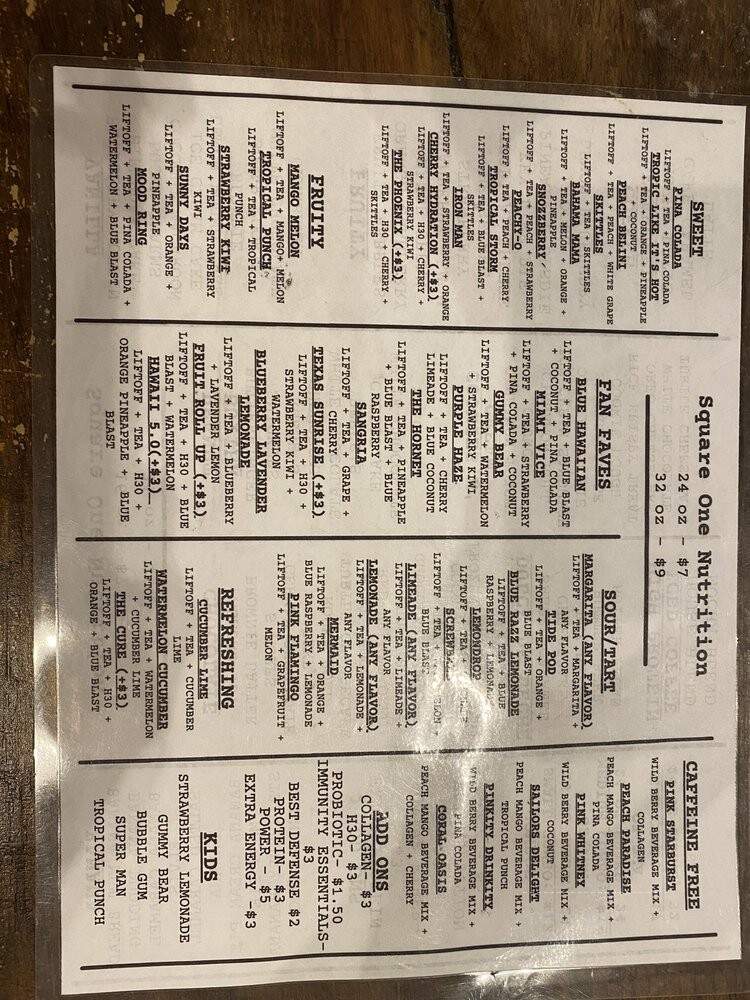 Square One Nutrition
24 oz - $7
32 oz - $9
SWEET
PINA COLADA
LIFTOFF + TEA + PINA COLADA
TROPIC LIKE IT'S HOT
LIFTOFF + TEA + ORANGE + PINEAPPLE
COCONUT
PEACH BELINI
LIFTOFF + TEA + PEACH + WHITE GRAPE
SKITTLES
LIFTOFF + TEA + SKITTLES
BAHAMA MAMA
LIFTOFF + TEA + MELON + ORANGE +
PINEAPPLE
SNOZZBERRY
LIFTOFF + TEA + PEACH + STRAWBERRY
PEACHY-O
LIFTOFF + TEA + PEACH + CHERRY
TROPICAL STORM
LIFTOFF + TEA + BLUE BLAST +
SKITTLES
IRON MAN
LIFTOFF + TEA + STRAWBERRY + ORANGE
CHERRY HYDRATION (+$3)
LIFTOFF + TEA + H30 + CHERRY +
STRAWBERRY KIWI
THE PHOENIX (+$3)
LIFTOFF + TEA + H30 + CHERRY +
SKITTLES
FRUITY
MANGO MELON
LIFTOFF + TEA + MANGO+ MELON
TROPICAL PUNCH
LIFTOFF + TEA + TROPICAL
PUNCH
STRAWBERRY KIWI
LIFTOFF + TEA + STRAWBERRY
KIWI
SUNNY DAYS
LIFTOFF + TEA + ORANGE +
PINEAPPLE
MOOD RING
LIFTOFF + TEA + PINA COLADA +
WATERMELON + BLUE BLAST
FAN FAVES
BLUE HAWAIIAN
LIFTOFF + TEA + BLUE BLAST
+ COCONUT + PINA COLADA
MIAMI VICE
LIFTOFF + TEA + STRAWBERRY
+ PINA COLADA + COCONUT
GUMMY BEAR
LIFTOFF + TEA + WATERMELON
+ STRAWBERRY KIWI
PURPLE HAZE
LIFTOFF + TEA + CHERRY
LIMEADE + BLUE COCONUT
THE HORNET
LIFTOFF + TEA + PINEAPPLE
+ BLUE BLAST + BLUE
RASPBERRY
SANGRIA
LIFTOFF + TEA + GRAPE +
CHERRY
TEXAS SUNRISE (+$3)
LIFTOFF + TEA + H30 +
STRAWBERRY KIWI +
WATERMELON
BLUEBERRY LAVENDER
LEMONADE
LIFTOFF + TEA + BLUEBERRY
+ LAVENDER LEMON
FRUIT ROLL UP (+$3)
LIFTOFF + TEA + H30 + BLUE
BLAST + WATERMELON
HAWAII 5.0(+$3)
LIFTOFF + TEA + H30 +
ORANGE PINEAPPLE + BLUE
BLAST
SOUR/TART
MARGARITA (ANY FLAVOR)
LIFTOFF + TEA + MARGARITA +
ANY FLAVOR
TIDE POD
LIFTOFF + TEA + ORANGE +
BLUE BLAST
BLUE RAZZ LEMONADE
LIFTOFF + TEA + BLUE
RASPBERRY + LEMONADE
LEMONDROP
LIFTOFF + TEA +
LIFTOFF + TEA +
BLUE BLAST
LIMEADE (ANY FLAVOR)
LIFTOFF + TEA + LIMEADE +
ANY FLAVOR
LEMONADE (ANY FLAVOR)
LIFTOFF + TEA + LEMONADE +
ANY FLAVOR
MERMAID
LIFTOFF + TEA + ORANGE +
BLUE RASPBERRY LEMONADE
PINK FLAMINGO
LIFTOFF + TEA + GRAPEFRUIT +
MELON
REFRESHING
CUCUMBER LIME
LIFTOFF + TEA + CUCUMBER
LIME
WATERMELON CUCUMBER
LIFTOFF + TEA + WATERMELON
+ CUCUMBER LIME
THE CURE (+$3)
LIFTOFF + TEA + H30 +
ORANGE + BLUE BLAST
CAFFEINE FREE
PINK STARBURST
WILD BERRY BEVERAGE MIX +
COLLAGEN
PEACH PARADISE
PEACH MANGO BEVERAGE MIX +
PINA COLADA
PINK WHITNEY
WILD BERRY BEVERAGE MIX +
COCONUT
SAILORS DELIGHT
PEACH MANGO BEVERAGE MIX +
TROPICAL PUNCH
PINKITY DRINKITY
WILD BERRY BEVERAGE MIX +
PINA COLADA
CORAL OASIS
PEACH MANGO BEVERAGE MIX +
COLLAGEN + CHERRY
ADD ONS
COLLAGEN- $3
H3O- $3
PROBIOTIC- $1.50
IMMUNITY ESSENTIALS-
$3
BEST DEFENSE $2
PROTEIN- $3
POWER - $5
EXTRA ENERGY -$3
KIDS
STRAWBERRY LEMONADE
GUMMY BEAR
BUBBLE GUM
SUPER MAN
TROPICAL PUNCH